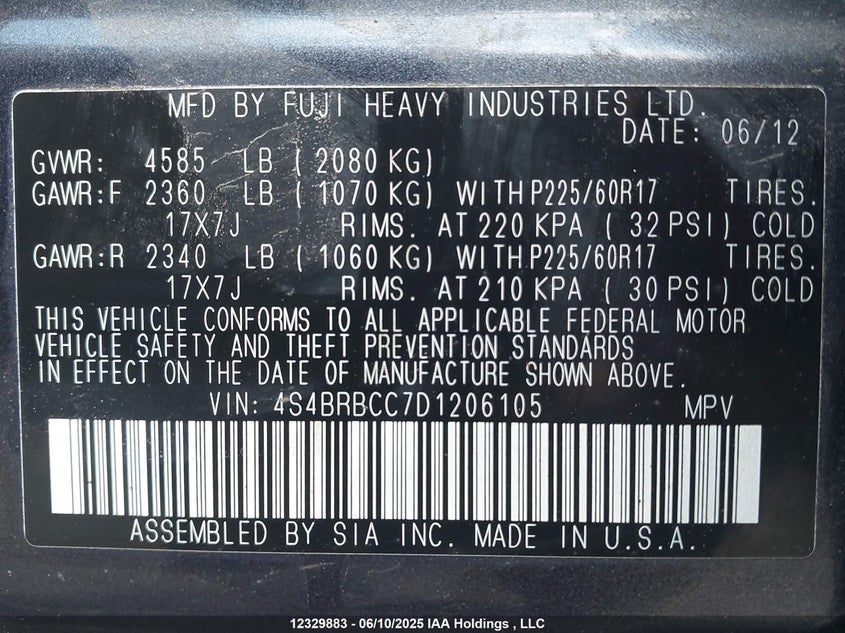 MFD BY FUJI HEAVY INDUSTRIES LTD.
DATE: 06/12
GVWR: 4585 LB ( 2080 KG)
GAWR:F 2360 LB ( 1070 KG) WITH P225/60R17 TIRES.
17X7J RIMS. AT 220 KPA ( 32 PSI) COLD
GAWR:R 2340 LB ( 1060 KG) WITH P225/60R17 TIRES.
17X7J RIMS. AT 210 KPA ( 30 PSI) COLD
THIS VEHICLE CONFORMS TO ALL APPLICABLE FEDERAL MOTOR
VEHICLE SAFETY AND THEFT PREVENTION STANDARDS
IN EFFECT ON THE DATE OF MANUFACTURE SHOWN ABOVE.
VIN: 4S4BRBCC7D1206105 MPV
ASSEMBLED BY SIA INC. MADE IN U.S.A.
12329883 - 06/10/2025 IAA Holdings , LLC